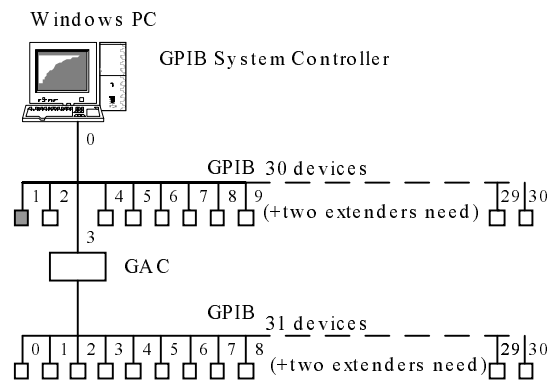 Windows PC
GPIB System Controller
0
GPIB 30 devices
1 2 4 5 6 7 8 9 29 30
(+two extenders need)
3
GAC
GPIB
31 devices
0 1 2 3 4 5 6 7 8 29 30
(+two extenders need)